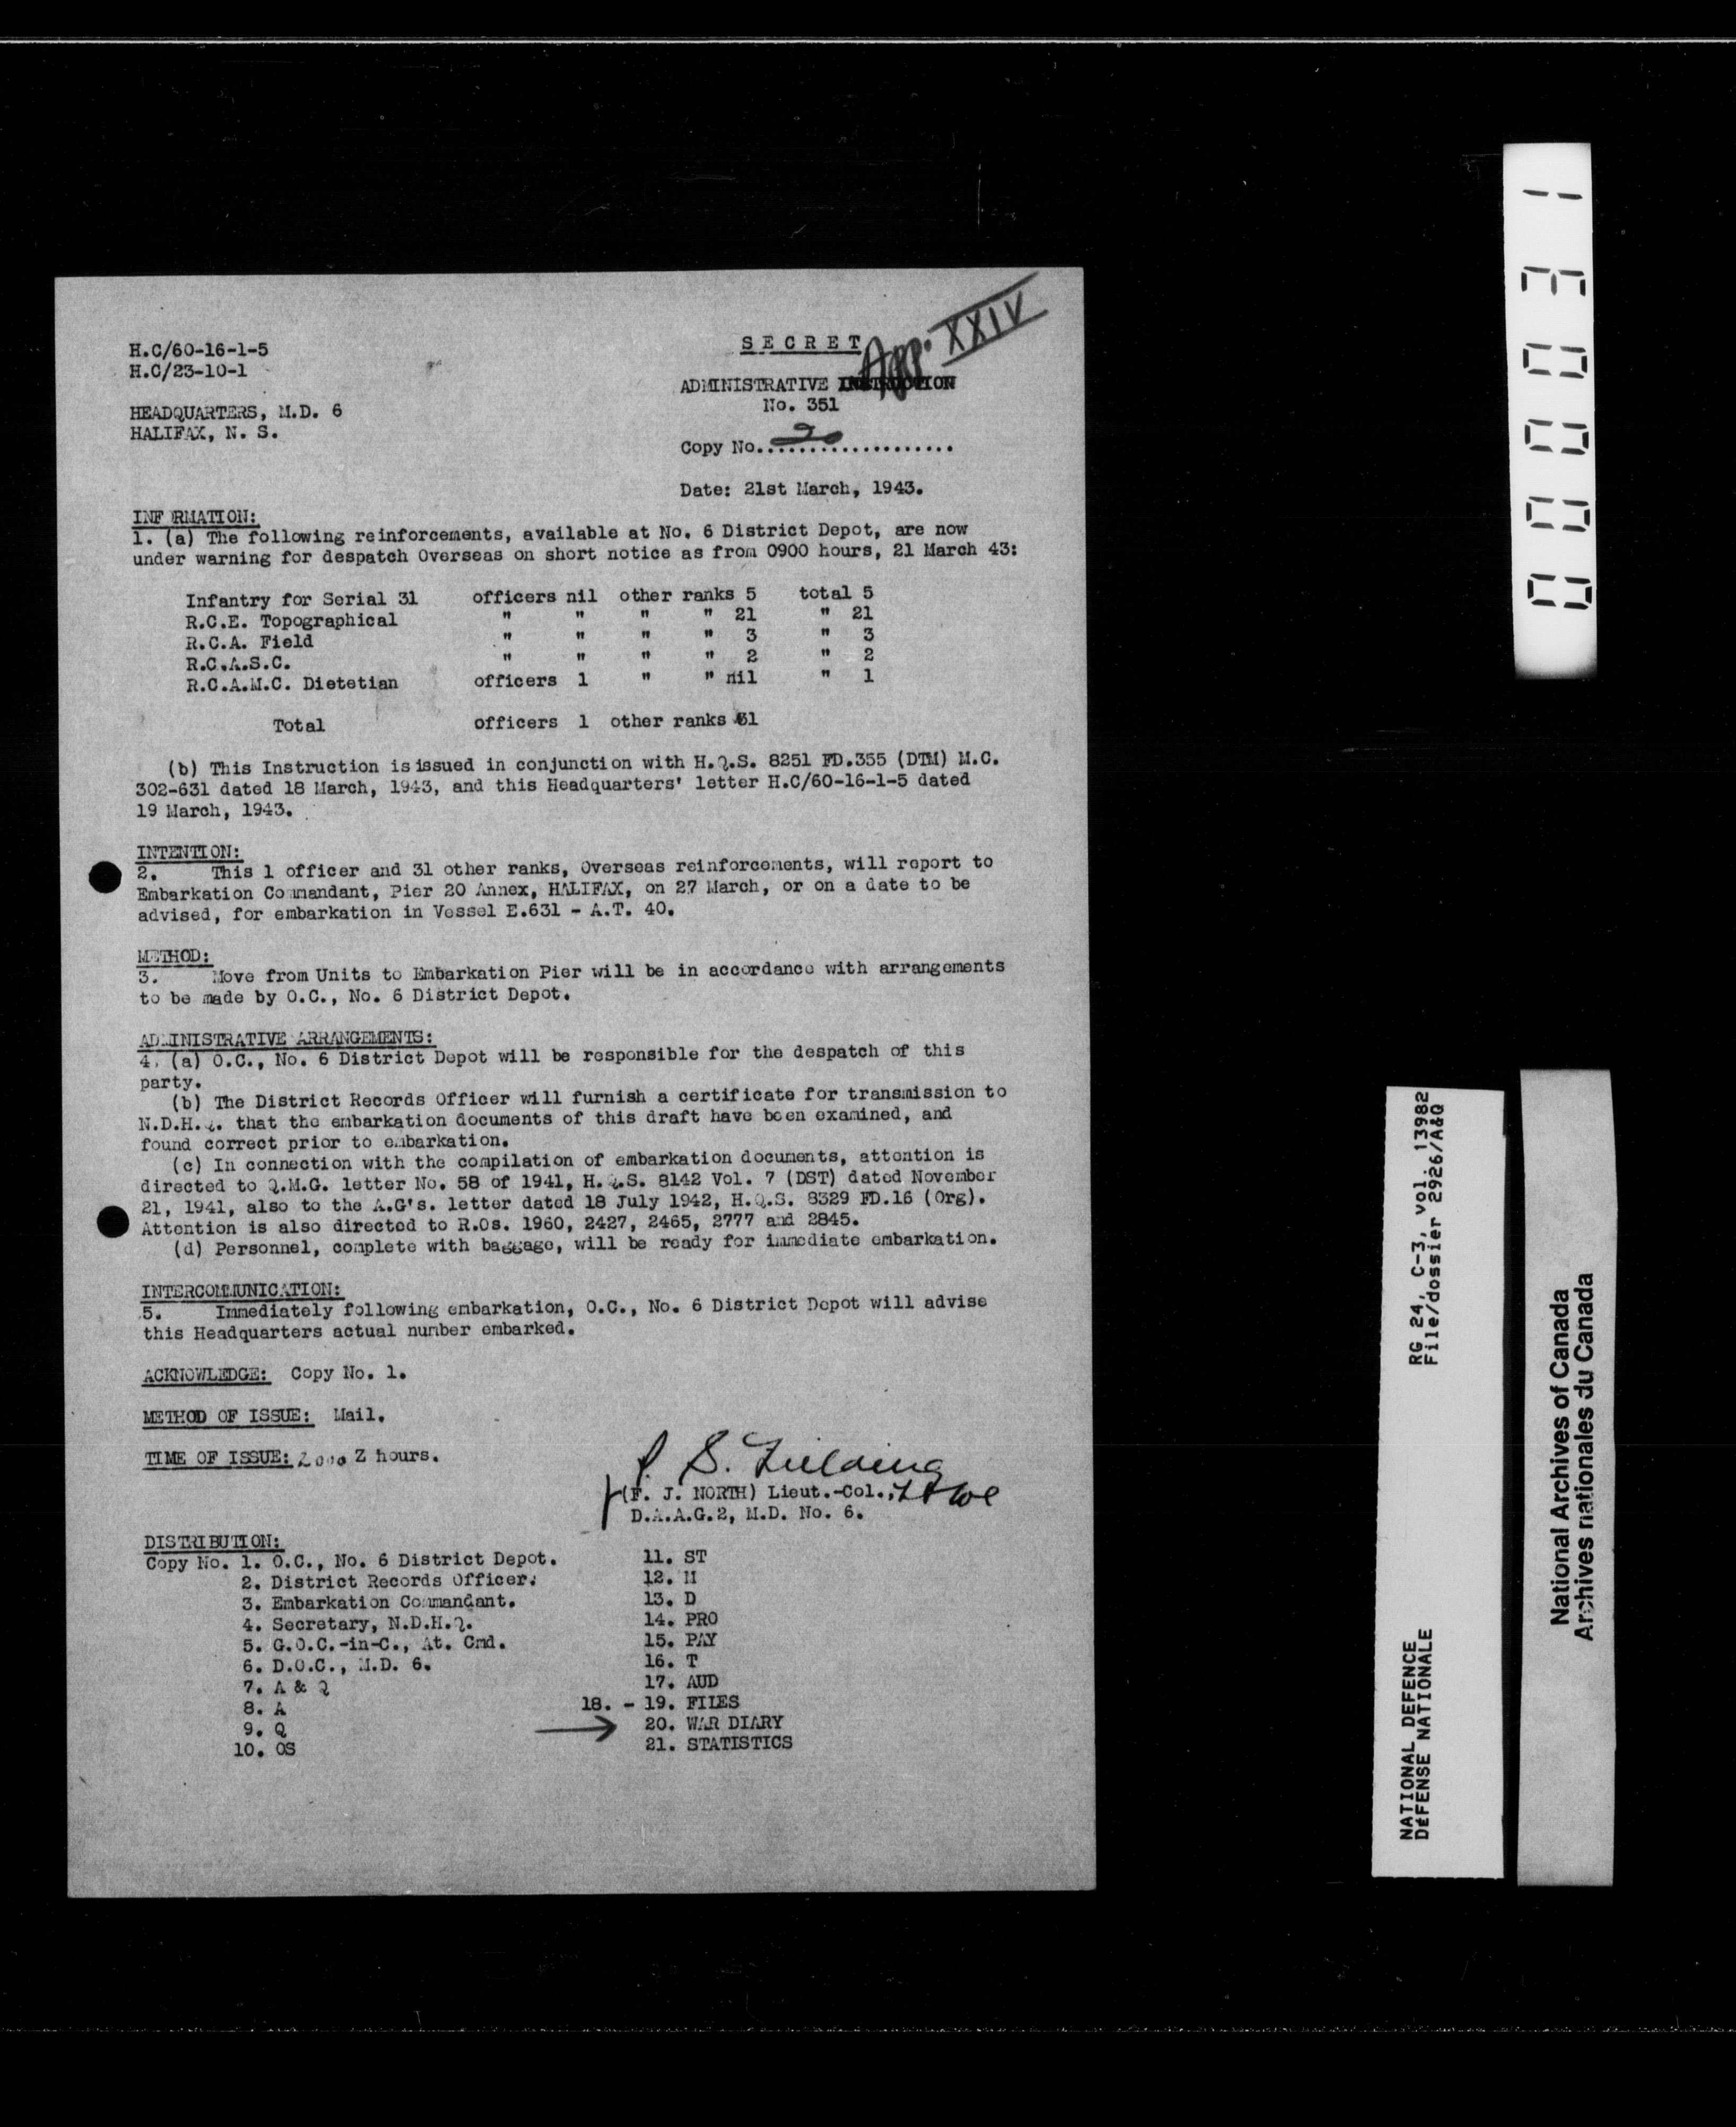 App. XXIV
H.C/60-16-1-5
H.C/23-10-1
HEADQUARTERS, M.D. 6
HALIFAX, N. S.
SECRET
ADMINISTRATIVE INSTRUCTION
No. 351
Copy No. 20 ....................
Date: 21st March, 1943.
INFORMATION:
1. (a) The following reinforcements, available at No. 6 District Depot, are now
under warning for despatch Overseas on short notice as from 0900 hours, 21 March 43:
Infantry for Serial 31 officers nil other ranks 5 total 5
R.C.E. Topographical " " " " 21 " 21
R.C.A. Field " " " " 3 " 3
R.C.A.S.C. " " " " 2 " 2
R.C.A.M.C. Dietetian officers 1 " " nil " 1
Total officers 1 other ranks 31
(b) This Instruction is issued in conjunction with H.Q.S. 8251 FD.355 (DTM) M.C.
302-631 dated 18 March, 1943, and this Headquarters' letter H.C/60-16-1-5 dated
19 March, 1943.
INTENTION:
2. This 1 officer and 31 other ranks, Overseas reinforcements, will report to
Embarkation Commandant, Pier 20 Annex, HALIFAX, on 27 March, or on a date to be
advised, for embarkation in Vessel E.631 - A.T. 40.
METHOD:
3. Move from Units to Embarkation Pier will be in accordance with arrangements
to be made by O.C., No. 6 District Depot.
ADMINISTRATIVE ARRANGEMENTS:
4. (a) O.C., No. 6 District Depot will be responsible for the despatch of this
party.
(b) The District Records Officer will furnish a certificate for transmission to
N.D.H.Q. that the embarkation documents of this draft have been examined, and
found correct prior to embarkation.
(c) In connection with the compilation of embarkation documents, attention is
directed to Q.M.G. letter No. 58 of 1941, H.Q.S. 8142 Vol. 7 (DST) dated November
21, 1941, also to the A.G's. letter dated 18 July 1942, H.Q.S. 8329 FD.16 (Org).
Attention is also directed to R.Os. 1960, 2427, 2465, 2777 and 2845.
(d) Personnel, complete with baggage, will be ready for immediate embarkation.
INTERCOMMUNICATION:
5. Immediately following embarkation, O.C., No. 6 District Depot will advise
this Headquarters actual number embarked.
ACKNOWLEDGE: Copy No. 1.
METHOD OF ISSUE: Mail.
TIME OF ISSUE: 2000 Z hours.
S. Fielding
(F. J. NORTH) Lieut.-Col.,
D.A.A.G.2, M.D. No. 6.
DISTRIBUTION:
Copy No. 1. O.C., No. 6 District Depot.
2. District Records Officer.
3. Embarkation Commandant.
4. Secretary, N.D.H.Q.
5. G.O.C.-in-C., At. Cmd.
6. D.O.C., M.D. 6.
7. A & Q
8. A
9. Q
10. OS
11. ST
12. M
13. D
14. PRO
15. PAY
16. T
17. AUD
18. - 19. FILES
20. WAR DIARY
21. STATISTICS
000031
RG 24, C-3, vol. 13982
File/dossier 2926/A&Q
NATIONAL DEFENCE
DÉFENSE NATIONALE
National Archives of Canada
Archives nationales du Canada